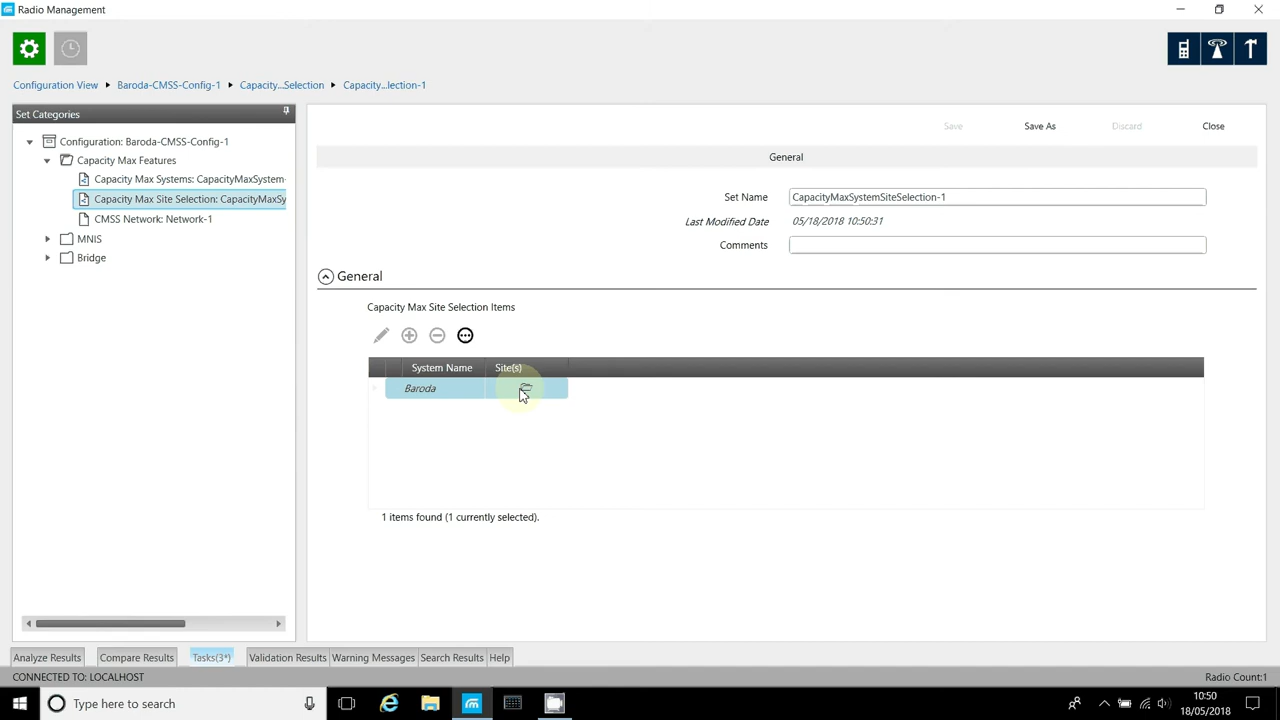 Radio Management
Configuration View Baroda-CMSS-Config-1 Capacity...Selection Capacity...lection-1
Set Categories
Configuration: Baroda-CMSS-Config-1
Capacity Max Features
Capacity Max Systems: CapacityMaxSystem-
Capacity Max Site Selection: CapacityMaxSy
CMSS Network: Network-1
MNIS
Bridge
Save Save As Discard Close
General
Set Name CapacityMaxSystemSiteSelection-1
Last Modified Date 05/18/2018 10:50:31
Comments
General
Capacity Max Site Selection Items
System Name Site(s)
Baroda
1 items found (1 currently selected).
Analyze Results Compare Results Tasks(3*) Validation Results Warning Messages Search Results Help
CONNECTED TO: LOCALHOST Radio Count:1
Type here to search
10:50
18/05/2018